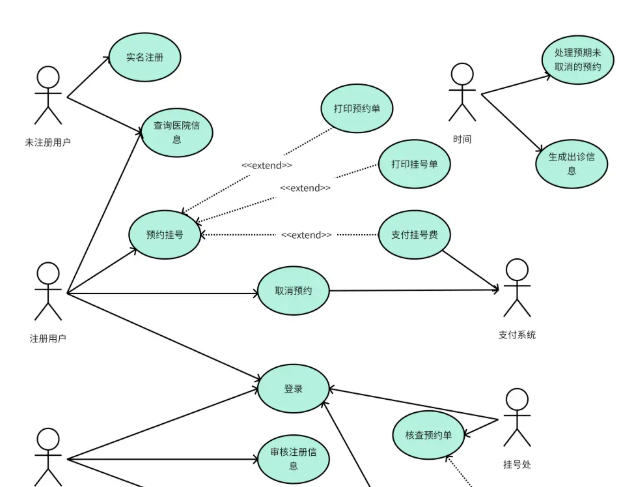 实名注册
处理预期未
取消的预约
打印预约单
未注册用户
查询医院信
息
时间
<<extend>>
打印挂号单
生成出诊信
息
<<extend>>
预约挂号
<<extend>>
支付挂号费
取消预约
注册用户
支付系统
登录
核查预约单
挂号处
审核注册信
息